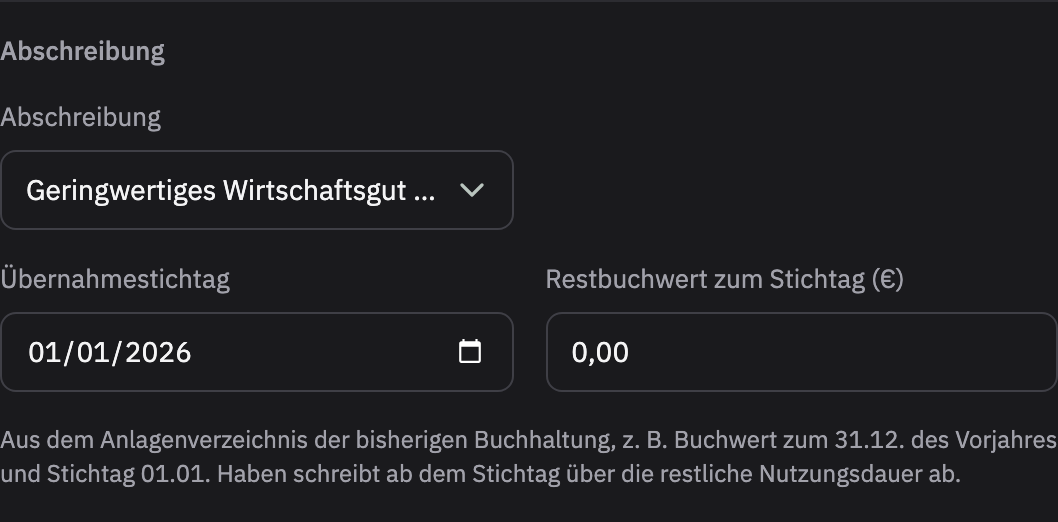 Abschreibung
Abschreibung
Geringwertiges Wirtschaftsgut ...
Übernahmestichtag
Restbuchwert zum Stichtag (€)
01/01/2026
0,00
Aus dem Anlagenverzeichnis der bisherigen Buchhaltung, z. B. Buchwert zum 31.12. des Vorjahres
und Stichtag 01.01. Haben schreibt ab dem Stichtag über die restliche Nutzungsdauer ab.